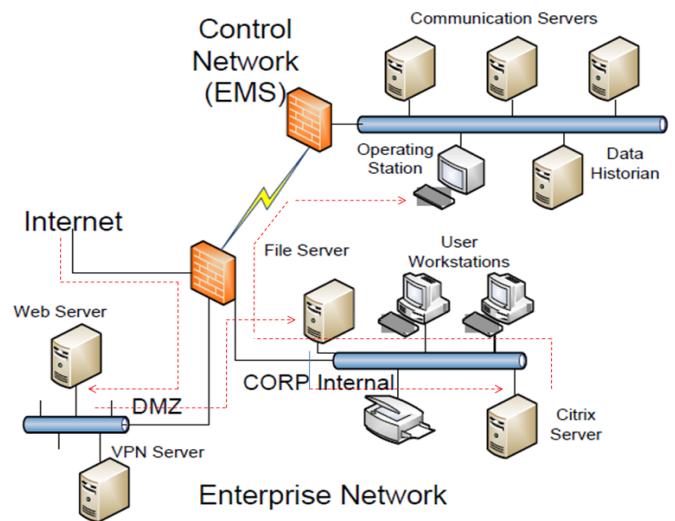 Communication Servers
Control
Network
(EMS)
Operating
Station
Data
Historian
Internet
File Server
User
Workstations
Web Server
CORP Internal
DMZ
Citrix
Server
VPN Server
Enterprise Network